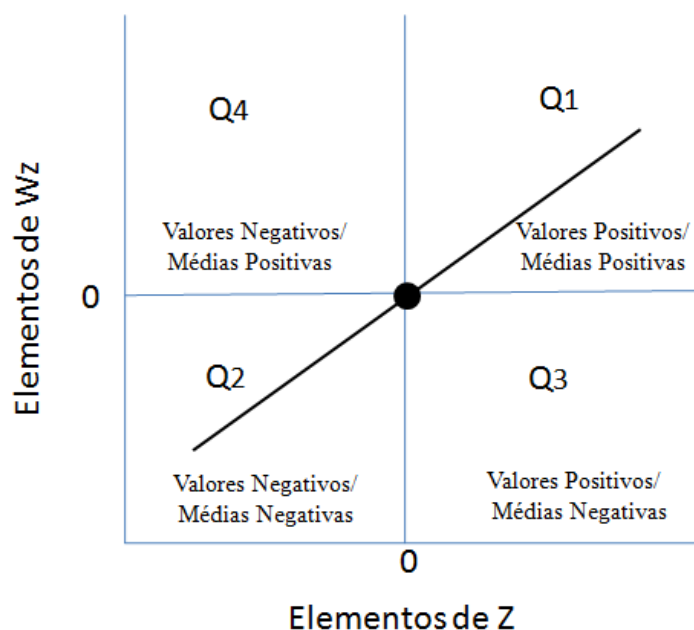 Q4
Q1
Elementos de Wz
Valores Negativos/
Médias Positivas
Valores Positivos/
Médias Positivas
0
Q2
Q3
Valores Negativos/
Médias Negativas
Valores Positivos/
Médias Negativas
0
Elementos de Z